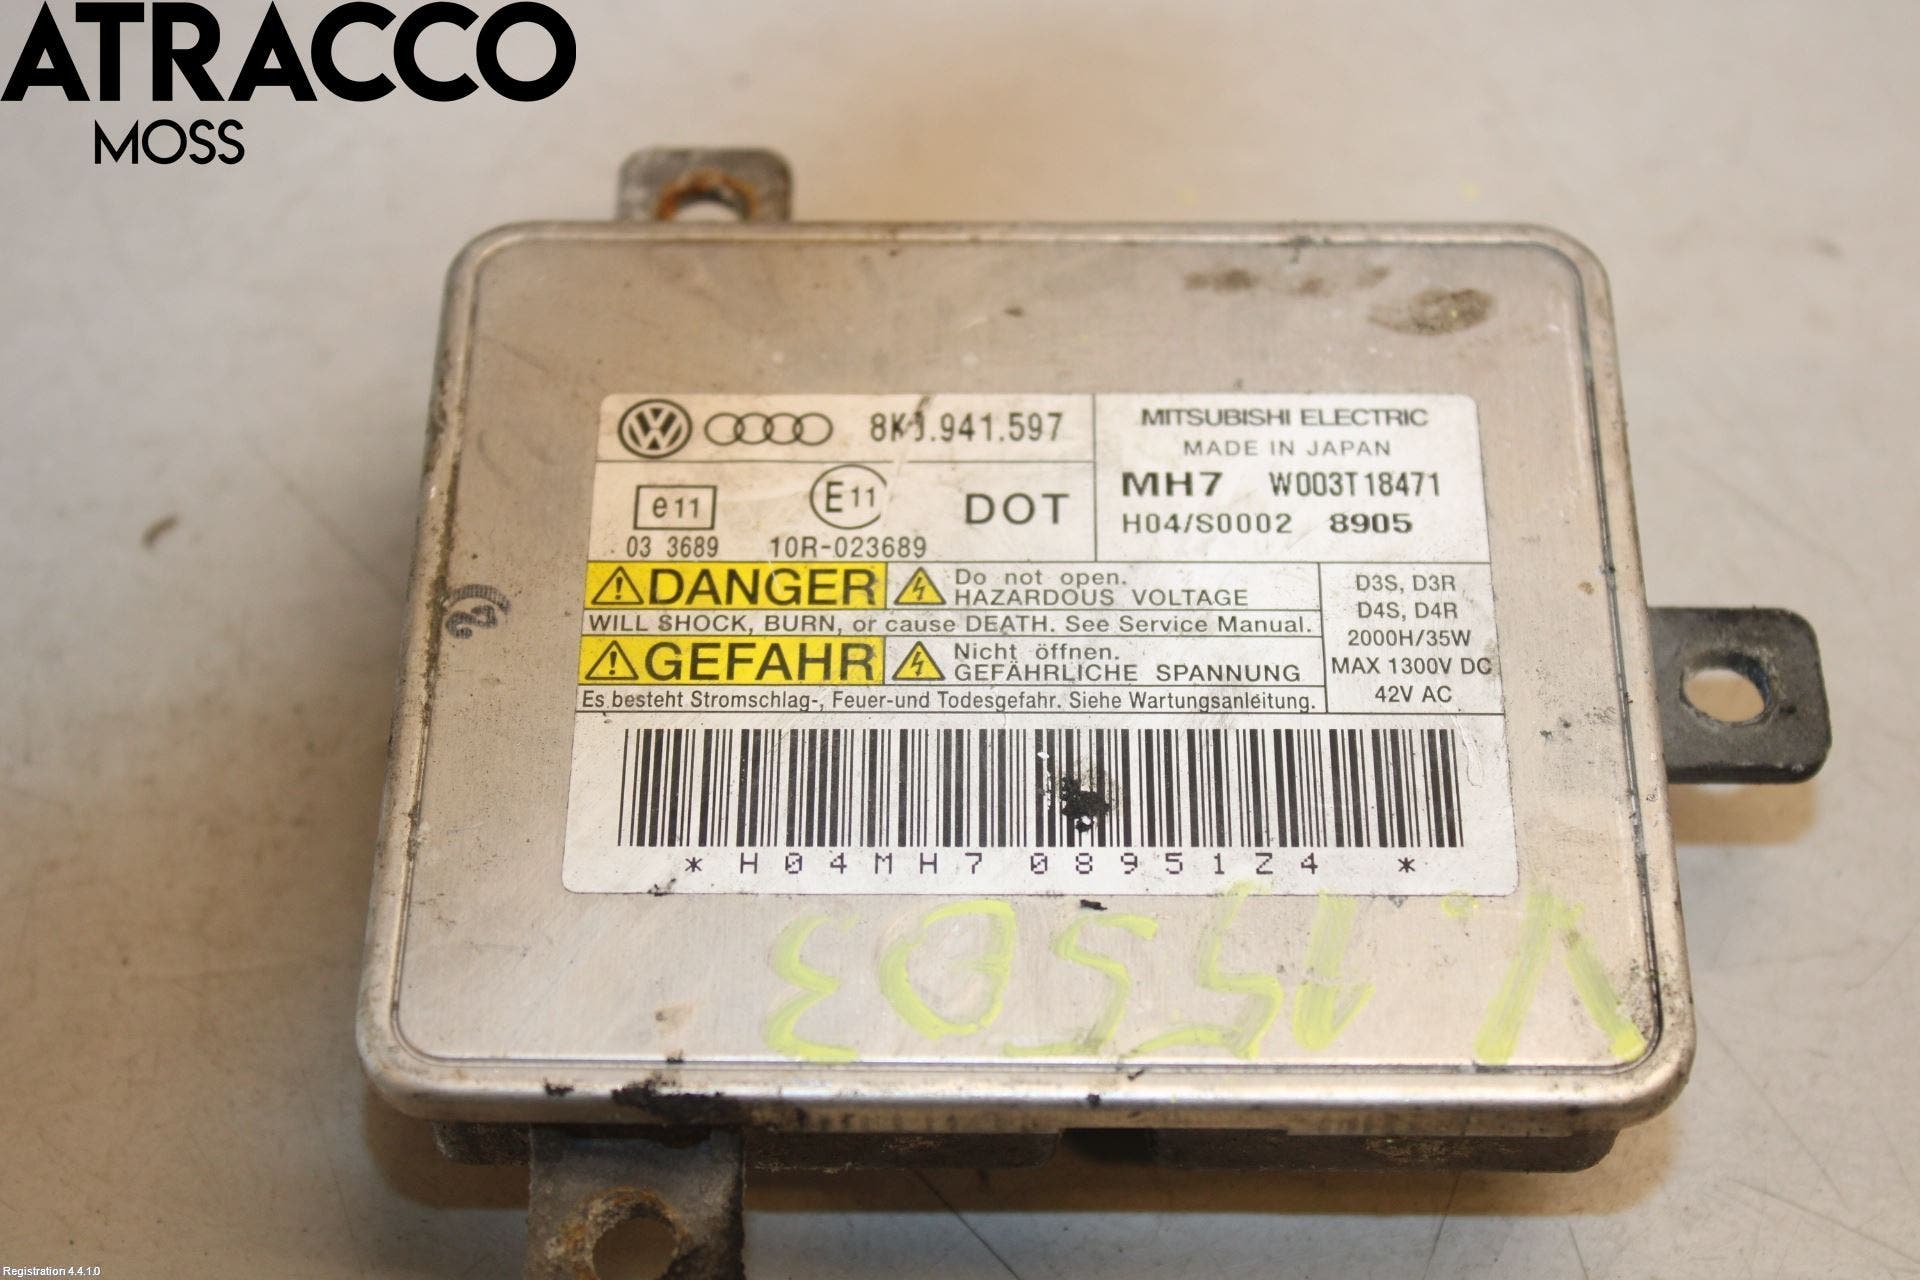 ATRACCO
MOSS
8K0.941.597
MITSUBISHI ELECTRIC
MADE IN JAPAN
e11
E11
DOT
MH7 W003T18471
03 3689 10R-023689
H04/S0002 8905
DANGER
Do not open.
HAZARDOUS VOLTAGE
WILL SHOCK, BURN, or cause DEATH. See Service Manual.
GEFAHR
Nicht öffnen.
GEFÄHRLICHE SPANNUNG
Es besteht Stromschlag-, Feuer-und Todesgefahr. Siehe Wartungsanleitung.
D3S, D3R
D4S, D4R
2000H/35W
MAX 1300V DC
42V AC
* H04MH7 0895124 *
V.15503
Registration 4.4.1.0